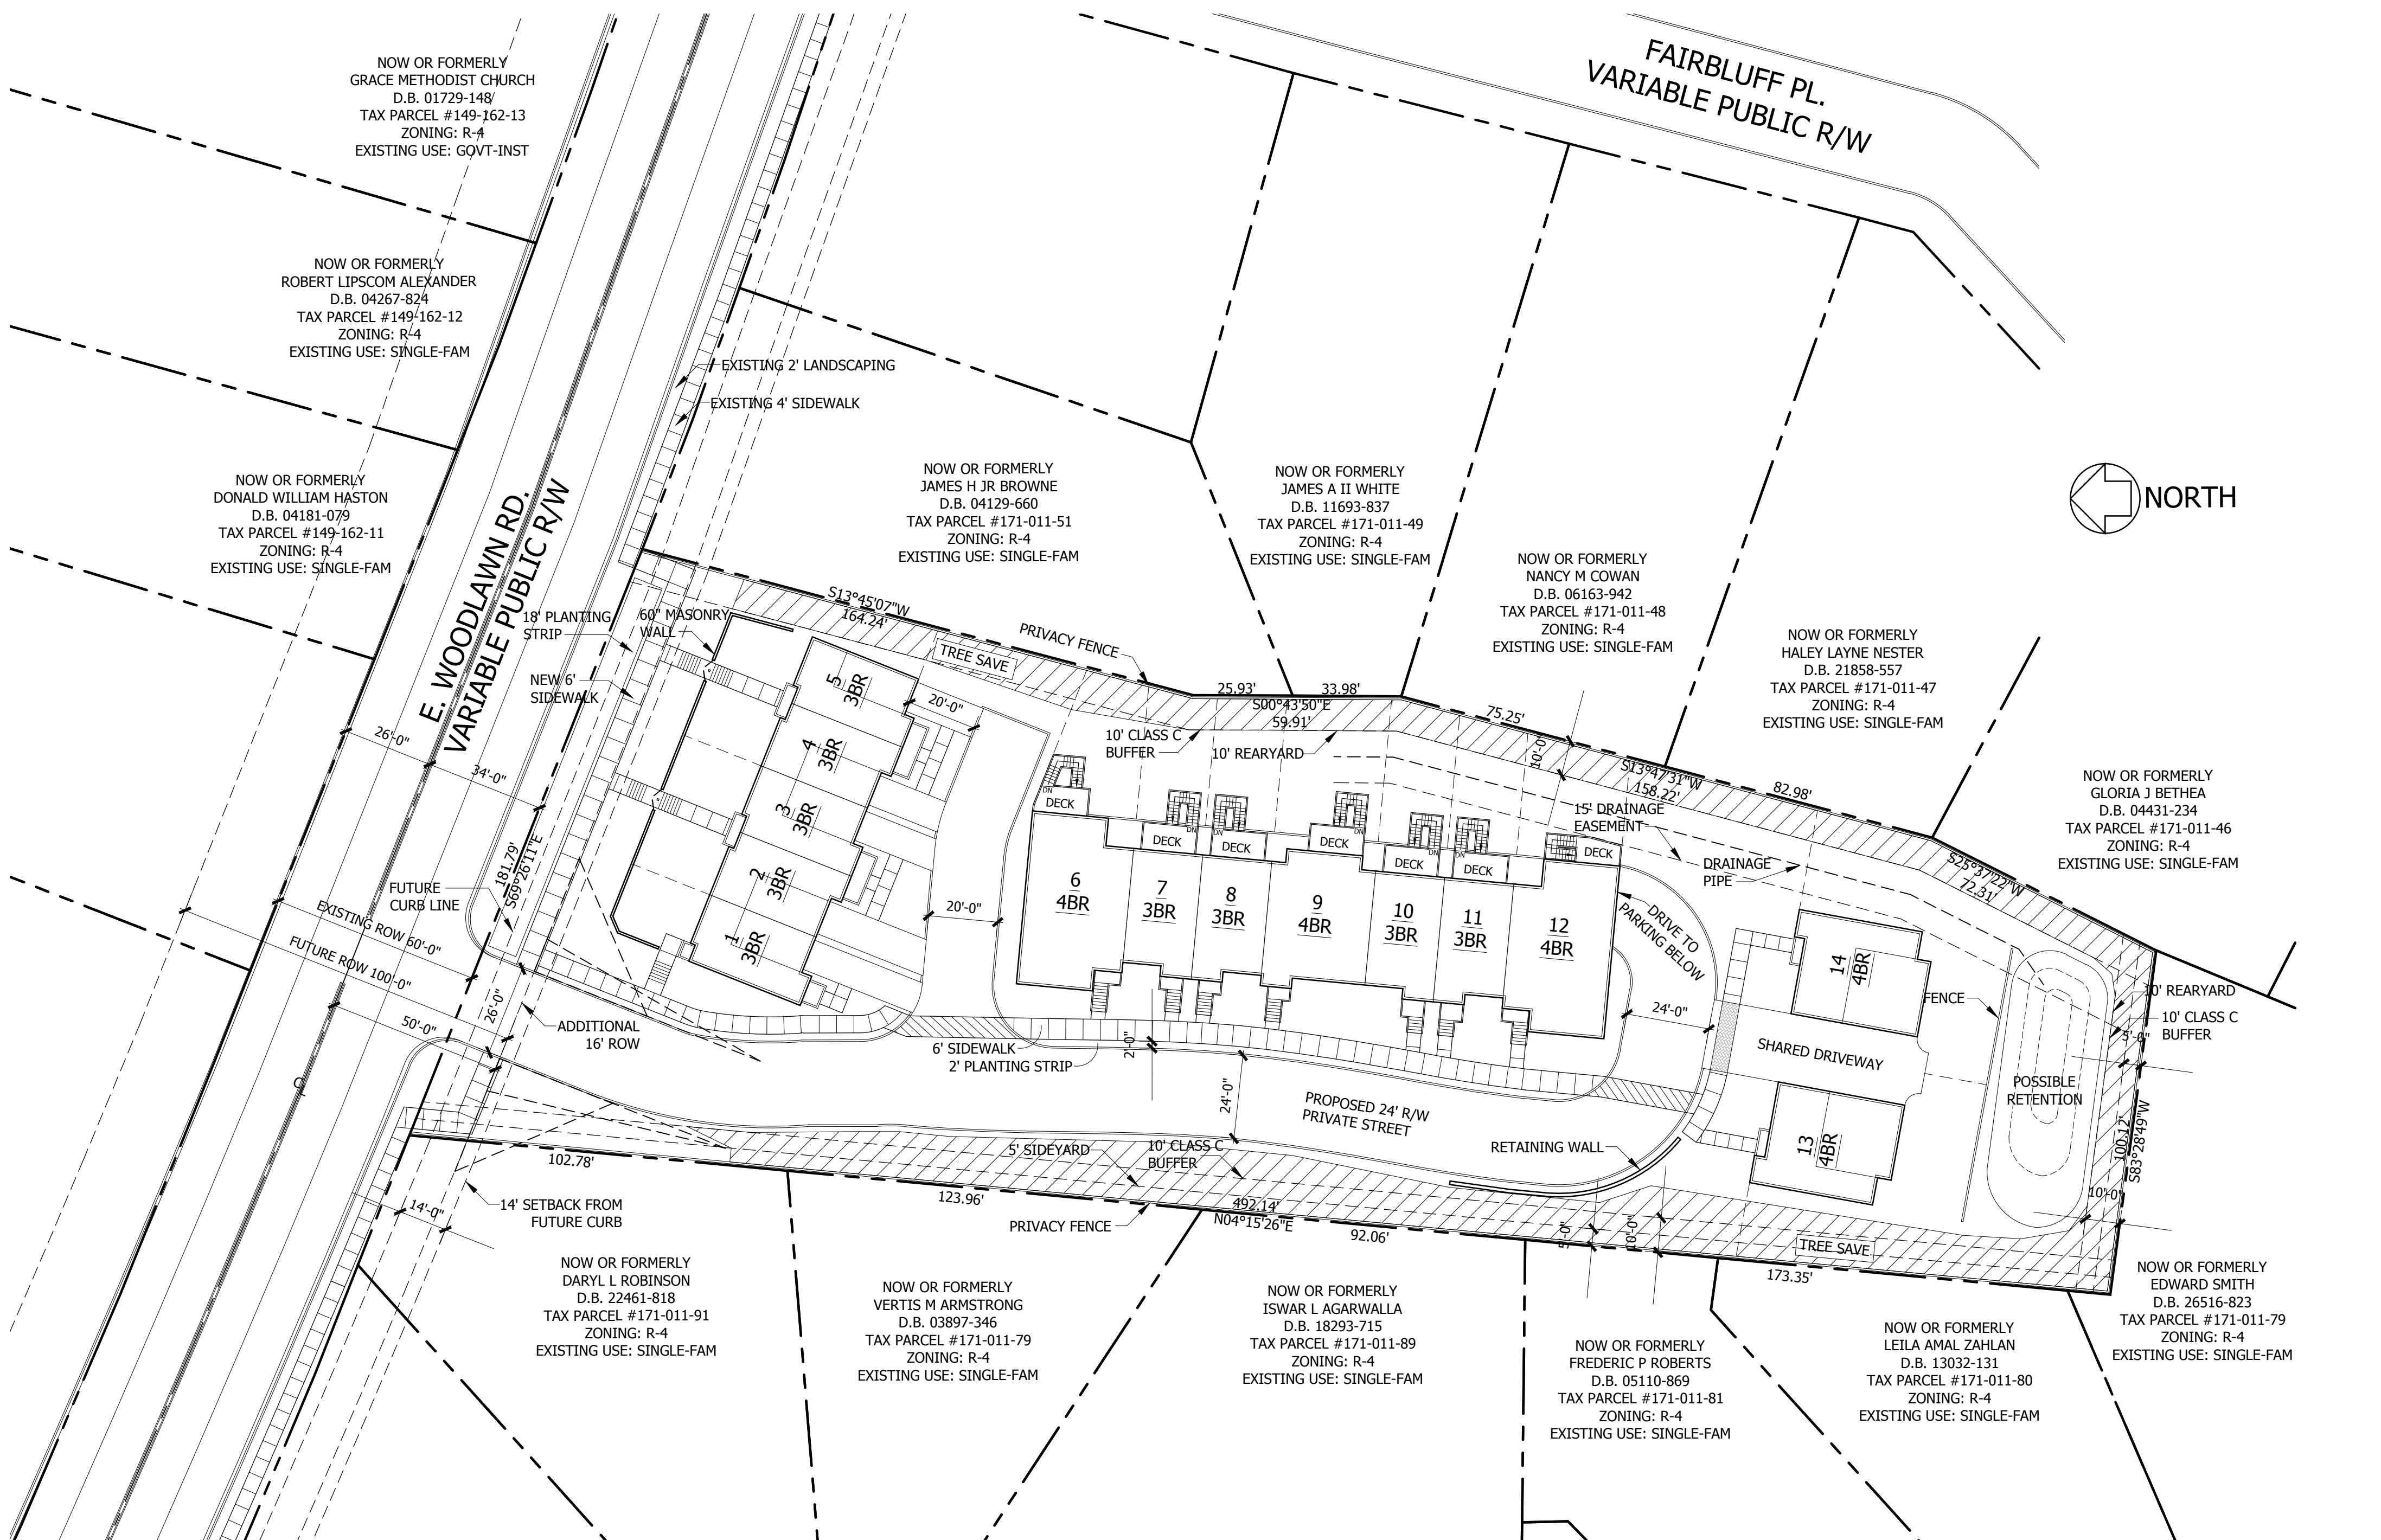 FAIRBLUFF PL.
VARIABLE PUBLIC R/W
NOW OR FORMERLY
GRACE METHODIST CHURCH
D.B. 01729-148
TAX PARCEL #149-162-13
ZONING: R-4
EXISTING USE: GOVT-INST
NOW OR FORMERLY
ROBERT LIPSCOM ALEXANDER
D.B. 04267-824
TAX PARCEL #149-162-12
ZONING: R-4
EXISTING USE: SINGLE-FAM
NOW OR FORMERLY
DONALD WILLIAM HASTON
D.B. 04181-079
TAX PARCEL #149-162-11
ZONING: R-4
EXISTING USE: SINGLE-FAM
E. WOODLAWN RD.
VARIABLE PUBLIC R/W
EXISTING 2' LANDSCAPING
EXISTING 4' SIDEWALK
NOW OR FORMERLY
JAMES H JR BROWNE
D.B. 04129-660
TAX PARCEL #171-011-51
ZONING: R-4
EXISTING USE: SINGLE-FAM
NOW OR FORMERLY
JAMES A II WHITE
D.B. 11693-837
TAX PARCEL #171-011-49
ZONING: R-4
EXISTING USE: SINGLE-FAM
NOW OR FORMERLY
NANCY M COWAN
D.B. 06163-942
TAX PARCEL #171-011-48
ZONING: R-4
EXISTING USE: SINGLE-FAM
NOW OR FORMERLY
HALEY LAYNE NESTER
D.B. 21858-557
TAX PARCEL #171-011-47
ZONING: R-4
EXISTING USE: SINGLE-FAM
NOW OR FORMERLY
GLORIA J BETHEA
D.B. 04431-234
TAX PARCEL #171-011-46
ZONING: R-4
EXISTING USE: SINGLE-FAM
NORTH
18' PLANTING
STRIP
60" MASONRY
WALL
NEW 6'
SIDEWALK
S13°45'07"W
164.24'
TREE SAVE
PRIVACY FENCE
25.93'
33.98'
S00°43'50"E
59.91'
75.25'
S13°47'31"W
158.22'
82.98'
S25°37'22"W
72.31'
10' CLASS C
BUFFER
10' REARYARD
10'-0"
15' DRAINAGE
EASEMENT
DRAINAGE
PIPE
20'-0"
20'-0"
26'-0"
34'-0"
181.79'
S69°26'11"E
FUTURE
CURB LINE
EXISTING ROW 60'-0"
FUTURE ROW 100'-0"
50'-0"
26'-0"
ADDITIONAL
16' ROW
CL
5
3BR
4
3BR
3
3BR
2
3BR
1
3BR
DECK
DN
DECK
DN
DECK
DN
DECK
DN
DECK
DN
DECK
DN
DECK
6
4BR
7
3BR
8
3BR
9
4BR
10
3BR
11
3BR
12
4BR
DRIVE TO
PARKING BELOW
24'-0"
14
4BR
SHARED DRIVEWAY
13
4BR
FENCE
POSSIBLE
RETENTION
10' REARYARD
10' CLASS C
BUFFER
5'-0"
100.12'
S83°28'49"W
10'-0"
6' SIDEWALK
2' PLANTING STRIP
2'-0"
24'-0"
PROPOSED 24' R/W
PRIVATE STREET
RETAINING WALL
5' SIDEYARD
10' CLASS C
BUFFER
102.78'
123.96'
492.14'
N04°15'26"E
92.06'
5'-0"
10'-0"
TREE SAVE
173.35'
PRIVACY FENCE
14' SETBACK FROM
FUTURE CURB
14'-0"
NOW OR FORMERLY
DARYL L ROBINSON
D.B. 22461-818
TAX PARCEL #171-011-91
ZONING: R-4
EXISTING USE: SINGLE-FAM
NOW OR FORMERLY
VERTIS M ARMSTRONG
D.B. 03897-346
TAX PARCEL #171-011-79
ZONING: R-4
EXISTING USE: SINGLE-FAM
NOW OR FORMERLY
ISWAR L AGARWALLA
D.B. 18293-715
TAX PARCEL #171-011-89
ZONING: R-4
EXISTING USE: SINGLE-FAM
NOW OR FORMERLY
FREDERIC P ROBERTS
D.B. 05110-869
TAX PARCEL #171-011-81
ZONING: R-4
EXISTING USE: SINGLE-FAM
NOW OR FORMERLY
LEILA AMAL ZAHLAN
D.B. 13032-131
TAX PARCEL #171-011-80
ZONING: R-4
EXISTING USE: SINGLE-FAM
NOW OR FORMERLY
EDWARD SMITH
D.B. 26516-823
TAX PARCEL #171-011-79
ZONING: R-4
EXISTING USE: SINGLE-FAM